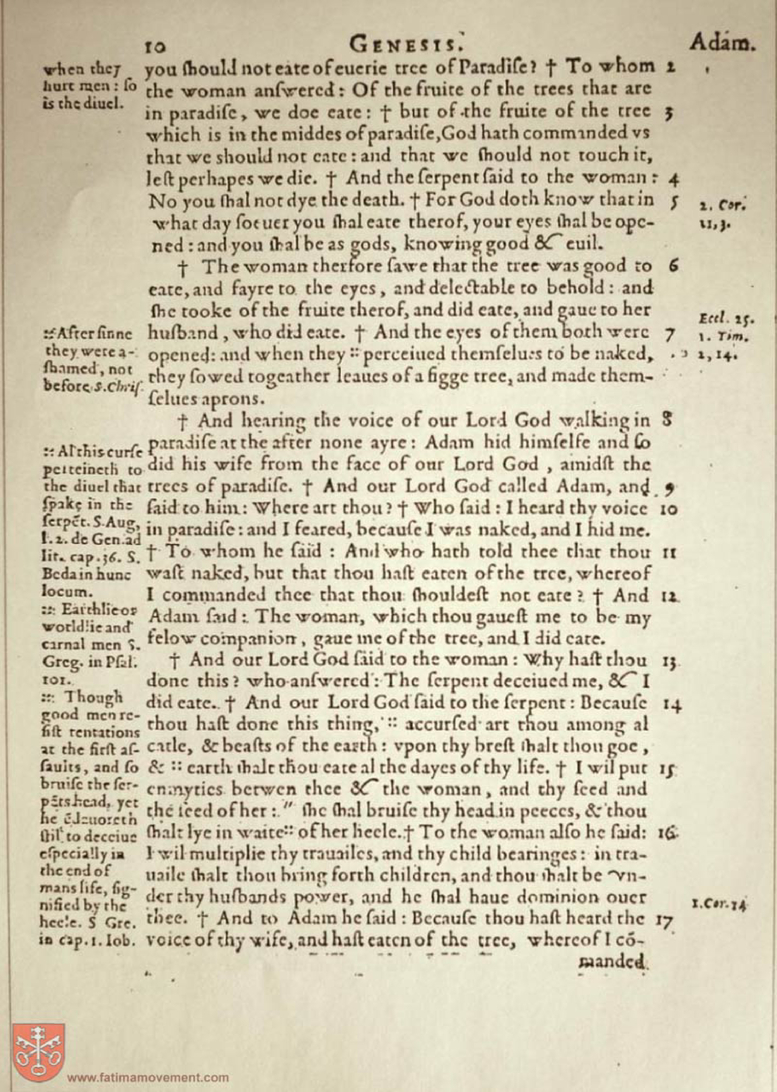 10 GENESIS. Adam.
when they
hurt men : ſo
is the diuel.
you ſhould not eate of euerie tree of Paradiſe? † To whom 2
the woman anſwered: Of the fruite of the trees that are
in paradiſe, we doe eate: † but of the fruite of the tree 3
which is in the middes of paradiſe, God hath commanded vs
that we ſhould not eate: and that we ſhould not touch it,
leſt perhapes we die. † And the ſerpent ſaid to the woman: 4
No you ſhal not dye the death. † For God doth know that in 5
what day ſoeuer you ſhal eate therof, your eyes ſhal be ope-
ned: and you ſhal be as gods, knowing good & euil.
2. Cor.
11,3.
† The woman therfore ſawe that the tree was good to 6
eate, and fayre to the eyes, and delectable to behold: and
ſhe tooke of the fruite therof, and did eate, and gaue to her
huſband, who did eate. † And the eyes of them both were 7
opened: and when they :: perceiued themſelues to be naked,
they ſowed togeather leaues of a figge tree, and made them-
ſelues aprons.
Eccl. 25.
1. Tim.
2,14.
:: After ſinne
they were a-
ſhamed, not
before. S. Chriſ.
† And hearing the voice of our Lord God walking in 8
paradiſe at the after none ayre: Adam hid himſelfe and ſo
did his wife from the face of our Lord God, amidſt the
trees of paradiſe. † And our Lord God called Adam, and 9
ſaid to him: Where art thou? † Who ſaid: I heard thy voice 10
in paradiſe: and I feared, becauſe I was naked, and I hid me.
† To whom he ſaid: And who hath told thee that thou 11
waſt naked, but that thou haſt eaten of the tree, whereof
I commanded thee that thou ſhouldeſt not eate? † And 12
Adam ſaid: The woman, which thou gaueſt me to be my
felow companion, gaue me of the tree, and I did eate.
:: Al this curſe
perteineth to
the diuel that
ſpake in the
ſerpēt. S. Aug.
l. 2. de Gen. ad
lit. cap. 36. S.
Beda in hunc
locum.
† And our Lord God ſaid to the woman: Why haſt thou 13
done this? who anſwered: The ſerpent deceiued me, & I
did eate. † And our Lord God ſaid to the ſerpent: Becauſe 14
thou haſt done this thing, :: accurſed art thou among al
catle, & beaſts of the earth: vpon thy breſt ſhalt thou goe,
& :: earth ſhalt thou eate al the dayes of thy life. † I wil put 15
enmyties betwen thee & the woman, and thy ſeed and
the ſeed of her: " ſhe ſhal bruiſe thy head in peeces, & thou
ſhalt lye in waite :: of her heele. † To the woman alſo he ſaid: 16
I wil multiplie thy trauailes, and thy child bearinges: in tra-
uaile ſhalt thou bring forth children, and thou ſhalt be vn-
der thy huſbands power, and he ſhal haue dominion ouer
thee. † And to Adam he ſaid: Becauſe thou haſt heard the 17
voice of thy wife, and haſt eaten of the tree, whereof I cō-
manded
:: Earthlie or
worldlie and
carnal men S.
Greg. in Pſal.
101.
:: Though
good men re-
ſiſt tentations
at the firſt aſ-
ſaults, and ſo
bruiſe the ſer-
pēts head, yet
he ēdeuoreth
ſtil to deceiue
eſpecially in
the end of
mans life, ſig-
nified by the
heele. S Gre.
in cap. 1. Iob.
1. Cor. 14
www.fatimamovement.com